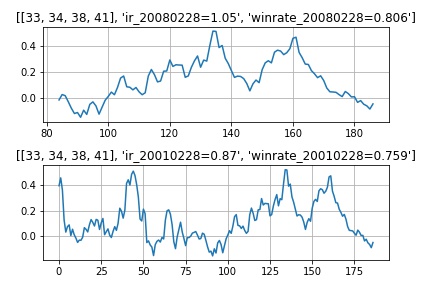 [[33, 34, 38, 41], 'ir_20080228=1.05', 'winrate_20080228=0.806']
0.4
0.2
0.0
80 100 120 140 160 180
[[33, 34, 38, 41], 'ir_20010228=0.87', 'winrate_20010228=0.759']
0.4
0.2
0.0
0 25 50 75 100 125 150 175